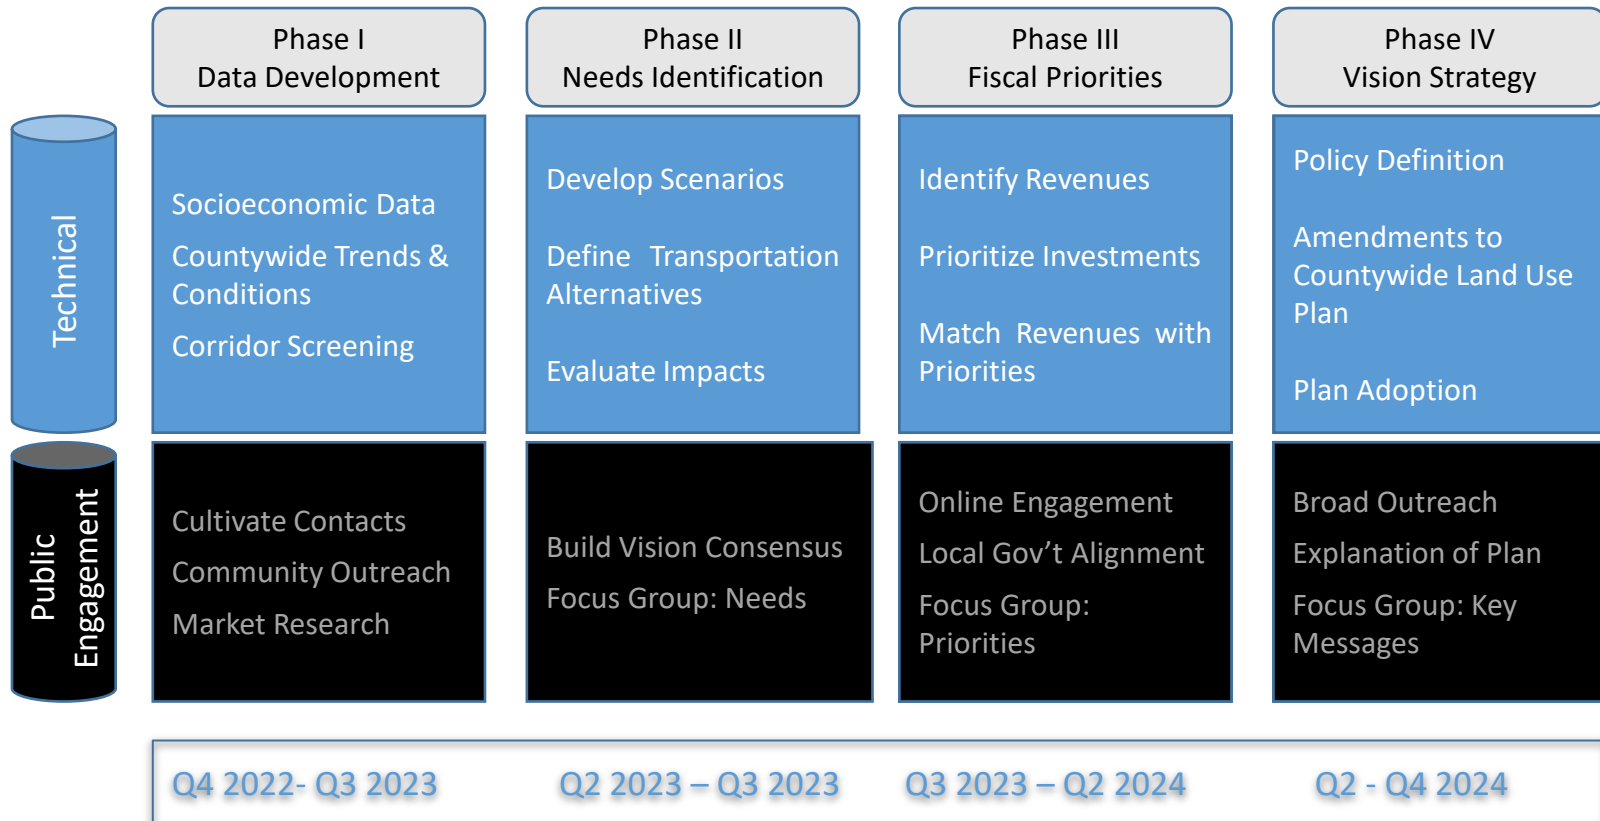 Phase I
Data Development
Phase II
Needs Identification
Phase III
Fiscal Priorities
Phase IV
Vision Strategy
Technical
Socioeconomic Data
Countywide Trends &
Conditions
Corridor Screening
Develop Scenarios
Define Transportation
Alternatives
Evaluate Impacts
Identify Revenues
Prioritize Investments
Match Revenues with
Priorities
Policy Definition
Amendments to
Countywide Land Use
Plan
Plan Adoption
Public
Engagement
Cultivate Contacts
Community Outreach
Market Research
Build Vision Consensus
Focus Group: Needs
Online Engagement
Local Gov’t Alignment
Focus Group:
Priorities
Broad Outreach
Explanation of Plan
Focus Group: Key
Messages
Q4 2022- Q3 2023
Q2 2023 – Q3 2023
Q3 2023 – Q2 2024
Q2 - Q4 2024